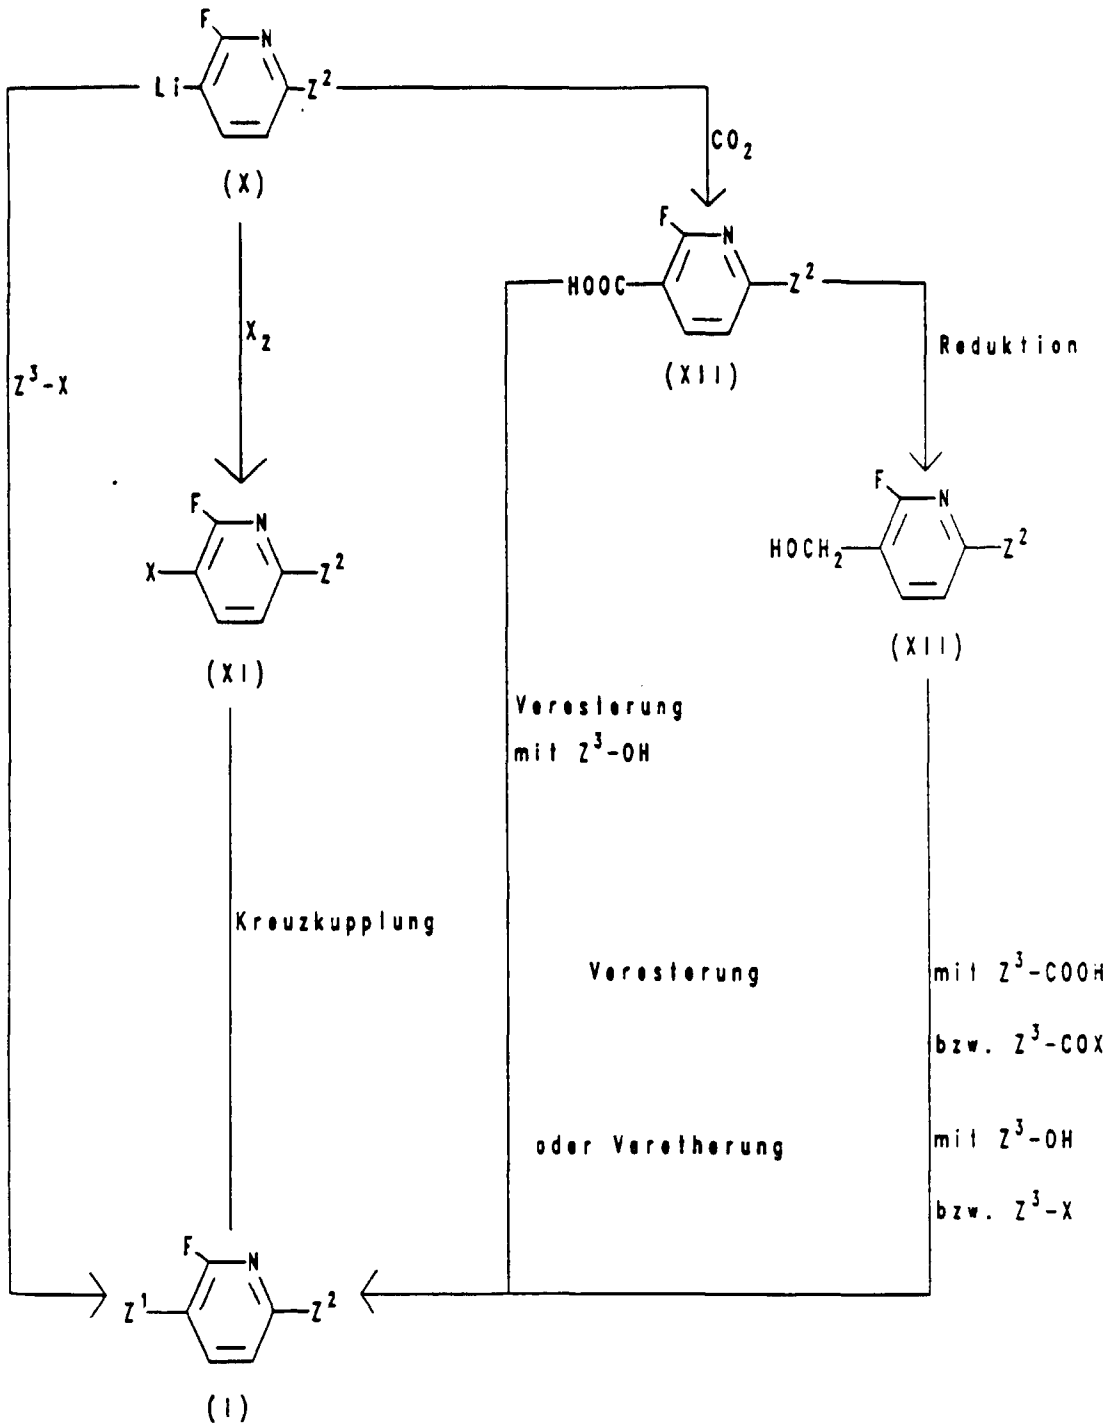 F N
Li Z²
(X)
CO₂
F N
HOOC Z²
(XII)
Reduktion
X₂
Z³-X
F N
X Z²
(XI)
F N
HOCH₂ Z²
(XII)
Veresterung
mit Z³-OH
Kreuzkupplung
Veresterung mit Z³-COOH
bzw. Z³-COX
oder Veretherung mit Z³-OH
bzw. Z³-X
F N
Z¹ Z²
(I)